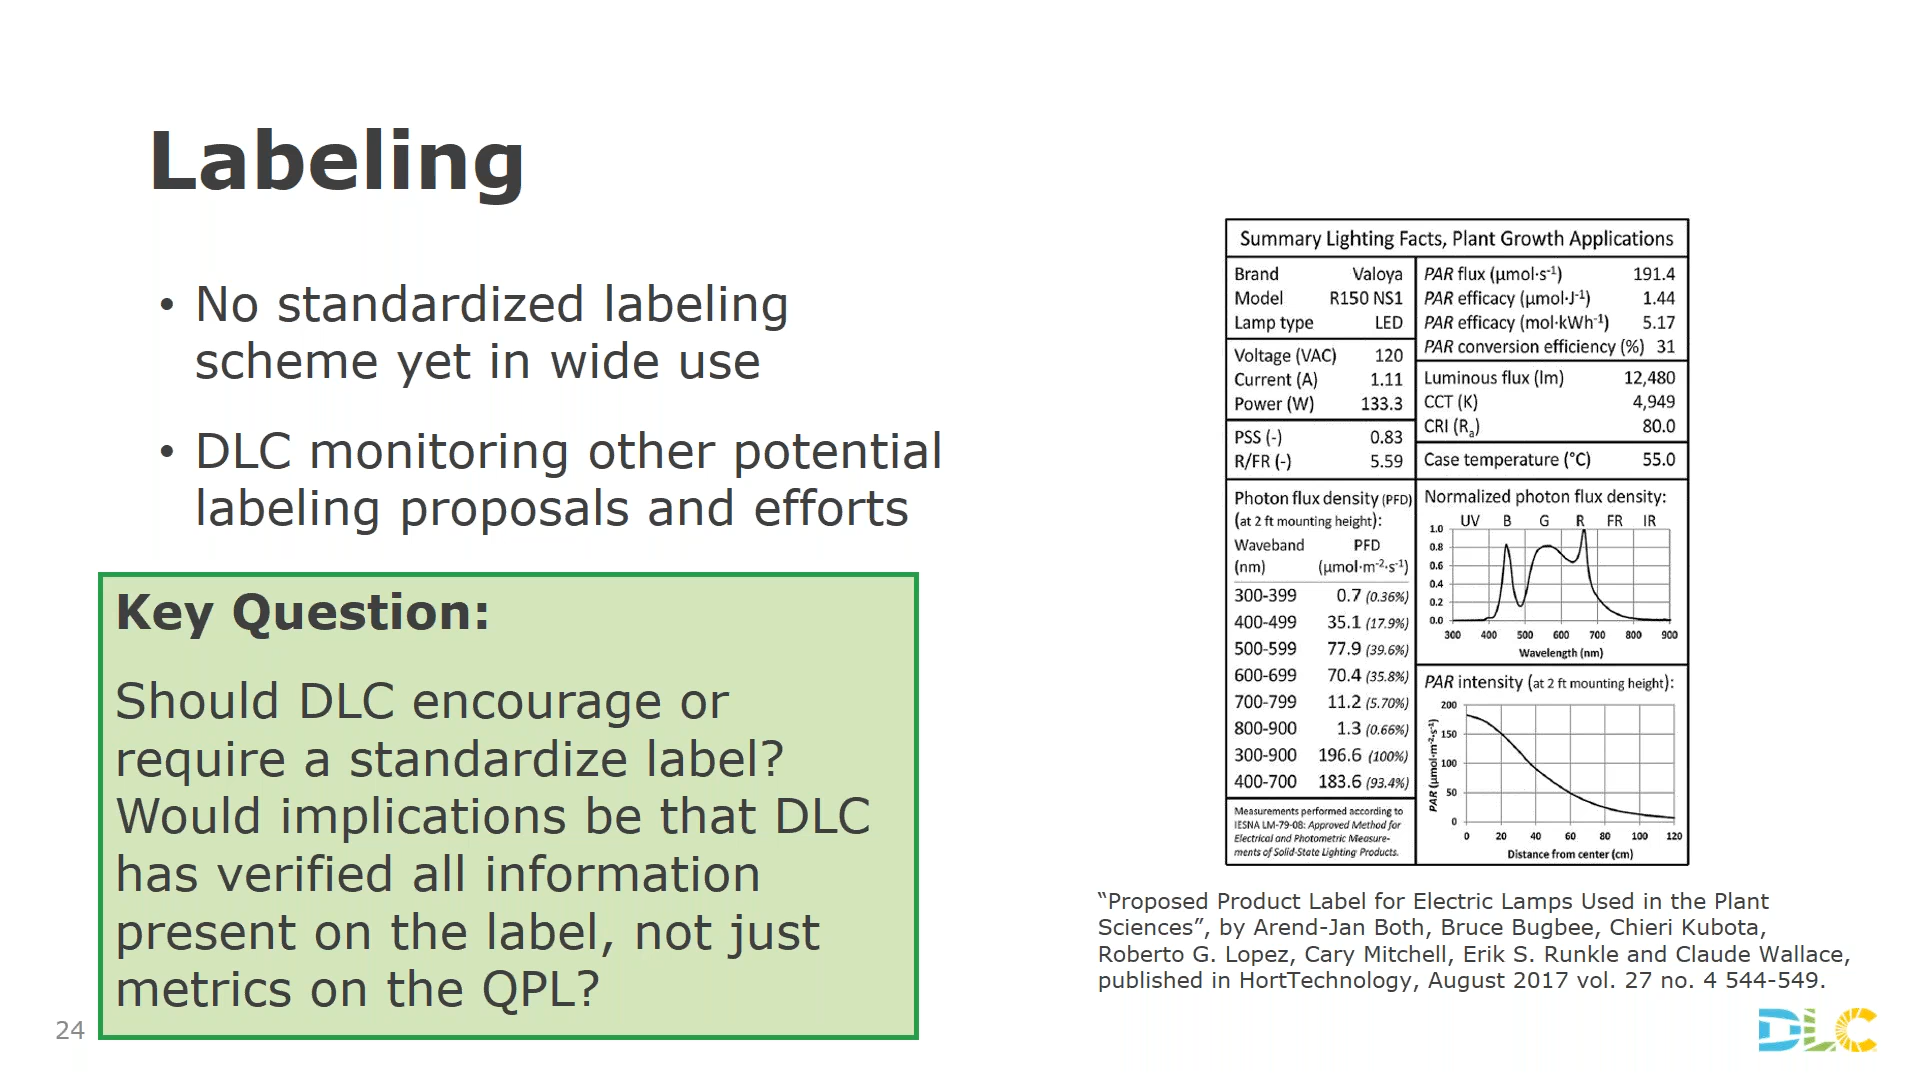 Labeling
• No standardized labeling
scheme yet in wide use
• DLC monitoring other potential
labeling proposals and efforts
Key Question:
Should DLC encourage or
require a standardize label?
Would implications be that DLC
has verified all information
present on the label, not just
metrics on the QPL?
24
Summary Lighting Facts, Plant Growth Applications
Brand Valoya
Model R150 NS1
Lamp type LED
Voltage (VAC) 120
Current (A) 1.11
Power (W) 133.3
PSS (-) 0.83
R/FR (-) 5.59
Photon flux density (PFD)
(at 2 ft mounting height):
Waveband PFD
(nm) (µmol·m⁻²·s⁻¹)
300-399 0.7 (0.36%)
400-499 35.1 (17.9%)
500-599 77.9 (39.6%)
600-699 70.4 (35.8%)
700-799 11.2 (5.70%)
800-900 1.3 (0.66%)
300-900 196.6 (100%)
400-700 183.6 (93.4%)
Measurements performed according to
IESNA LM-79-08: Approved Method for
Electrical and Photometric Measure-
ments of Solid-State Lighting Products.
PAR flux (µmol·s⁻¹) 191.4
PAR efficacy (µmol·J⁻¹) 1.44
PAR efficacy (mol·kWh⁻¹) 5.17
PAR conversion efficiency (%) 31
Luminous flux (lm) 12,480
CCT (K) 4,949
CRI (Rₐ) 80.0
Case temperature (°C) 55.0
Normalized photon flux density:
UV B G R FR IR
1.0
0.8
0.6
0.4
0.2
0.0
300 400 500 600 700 800 900
Wavelength (nm)
PAR intensity (at 2 ft mounting height):
PAR (µmol·m⁻²·s⁻¹)
200
150
100
50
0
0 20 40 60 80 100 120
Distance from center (cm)
“Proposed Product Label for Electric Lamps Used in the Plant
Sciences”, by Arend-Jan Both, Bruce Bugbee, Chieri Kubota,
Roberto G. Lopez, Cary Mitchell, Erik S. Runkle and Claude Wallace,
published in HortTechnology, August 2017 vol. 27 no. 4 544-549.
DLC